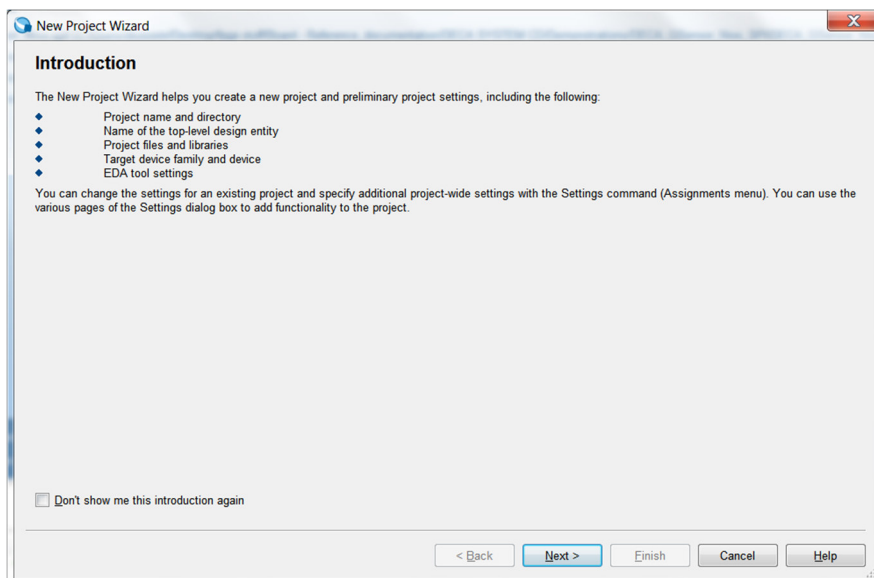 New Project Wizard
Introduction
The New Project Wizard helps you create a new project and preliminary project settings, including the following:
Project name and directory
Name of the top-level design entity
Project files and libraries
Target device family and device
EDA tool settings
You can change the settings for an existing project and specify additional project-wide settings with the Settings command (Assignments menu). You can use the
various pages of the Settings dialog box to add functionality to the project.
Don't show me this introduction again
< Back Next > Finish Cancel Help